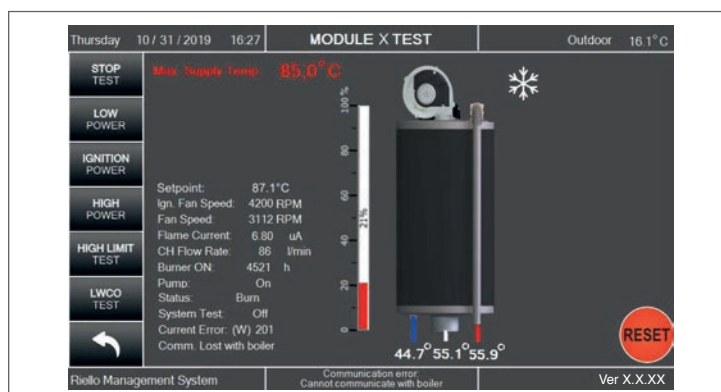 Thursday 10 / 31 / 2019 16:27 MODULE X TEST Outdoor 16.1°C
STOP
TEST
LOW
POWER
IGNITION
POWER
HIGH
POWER
HIGH LIMIT
TEST
LWCO
TEST
Max. Supply Temp: 85,0°C
Setpoint: 87.1°C
Ign. Fan Speed: 4200 RPM
Fan Speed: 3112 RPM
Flame Current: 6.80 uA
CH Flow Rate: 86 l/min
Burner ON: 4521 h
Pump: On
Status: Burn
System Test: Off
Current Error: (W) 201
Comm. Lost with boiler
100 %
80
60
40
20
0
21%
44.7° 55.1° 55.9°
RESET
Riello Management System
Communication error:
Cannot communicate with boiler
Ver X.X.XX